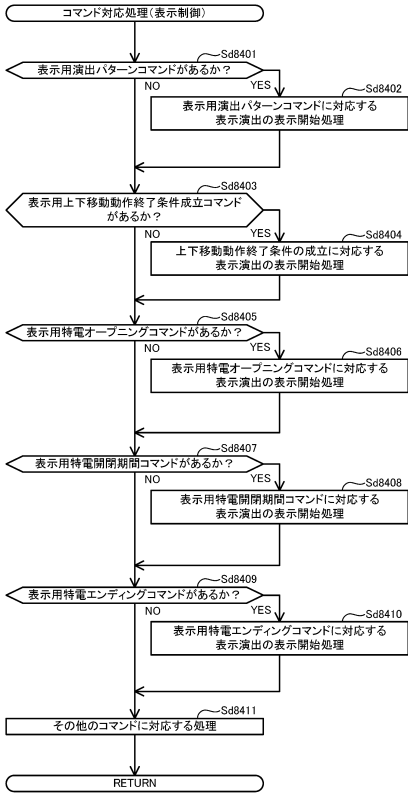 コマンド対応処理(表示制御)
Sd8401
表示用演出パターンコマンドがあるか？
NO
YES
Sd8402
表示用演出パターンコマンドに対応する
表示演出の表示開始処理
Sd8403
表示用上下移動動作終了条件成立コマンド
があるか？
NO
YES
Sd8404
上下移動動作終了条件の成立に対応する
表示演出の表示開始処理
Sd8405
表示用特電オープニングコマンドがあるか？
NO
YES
Sd8406
表示用特電オープニングコマンドに対応する
表示演出の表示開始処理
Sd8407
表示用特電開閉期間コマンドがあるか？
NO
YES
Sd8408
表示用特電開閉期間コマンドに対応する
表示演出の表示開始処理
Sd8409
表示用特電エンディングコマンドがあるか？
NO
YES
Sd8410
表示用特電エンディングコマンドに対応する
表示演出の表示開始処理
Sd8411
その他のコマンドに対応する処理
RETURN